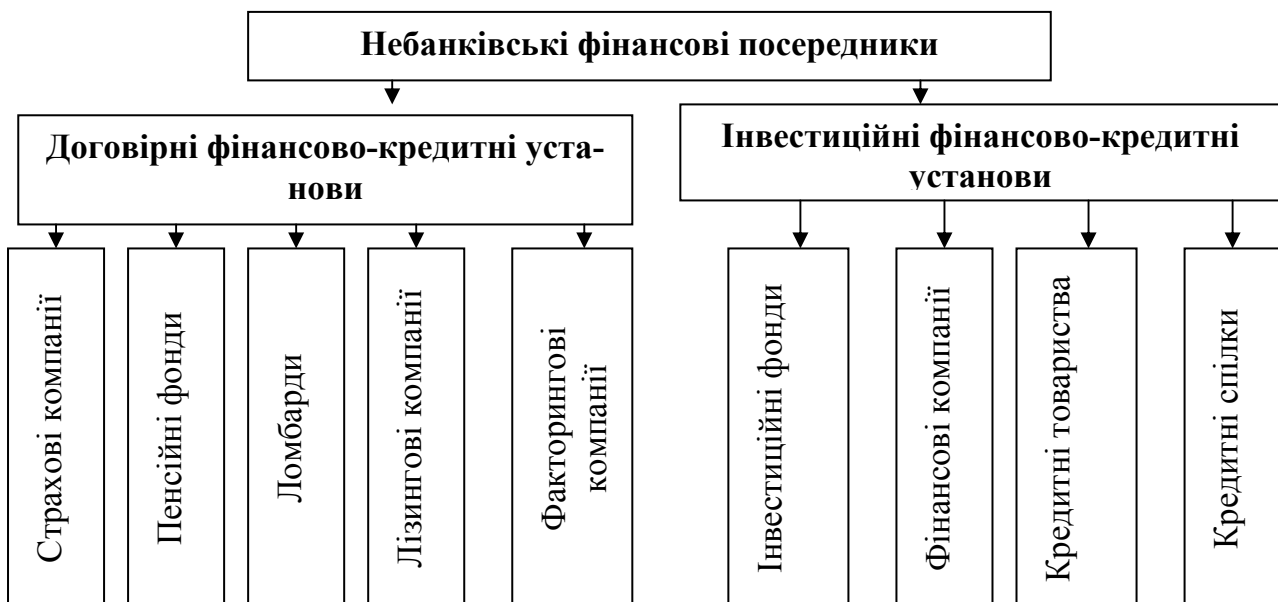 Небанківські фінансові посередники
Договірні фінансово-кредитні уста-
нови
Інвестиційні фінансово-кредитні
установи
Страхові компанії
Пенсійні фонди
Ломбарди
Лізингові компанії
Факторингові
компанії
Інвестиційні фонди
Фінансові компанії
Кредитні товариства
Кредитні спілки